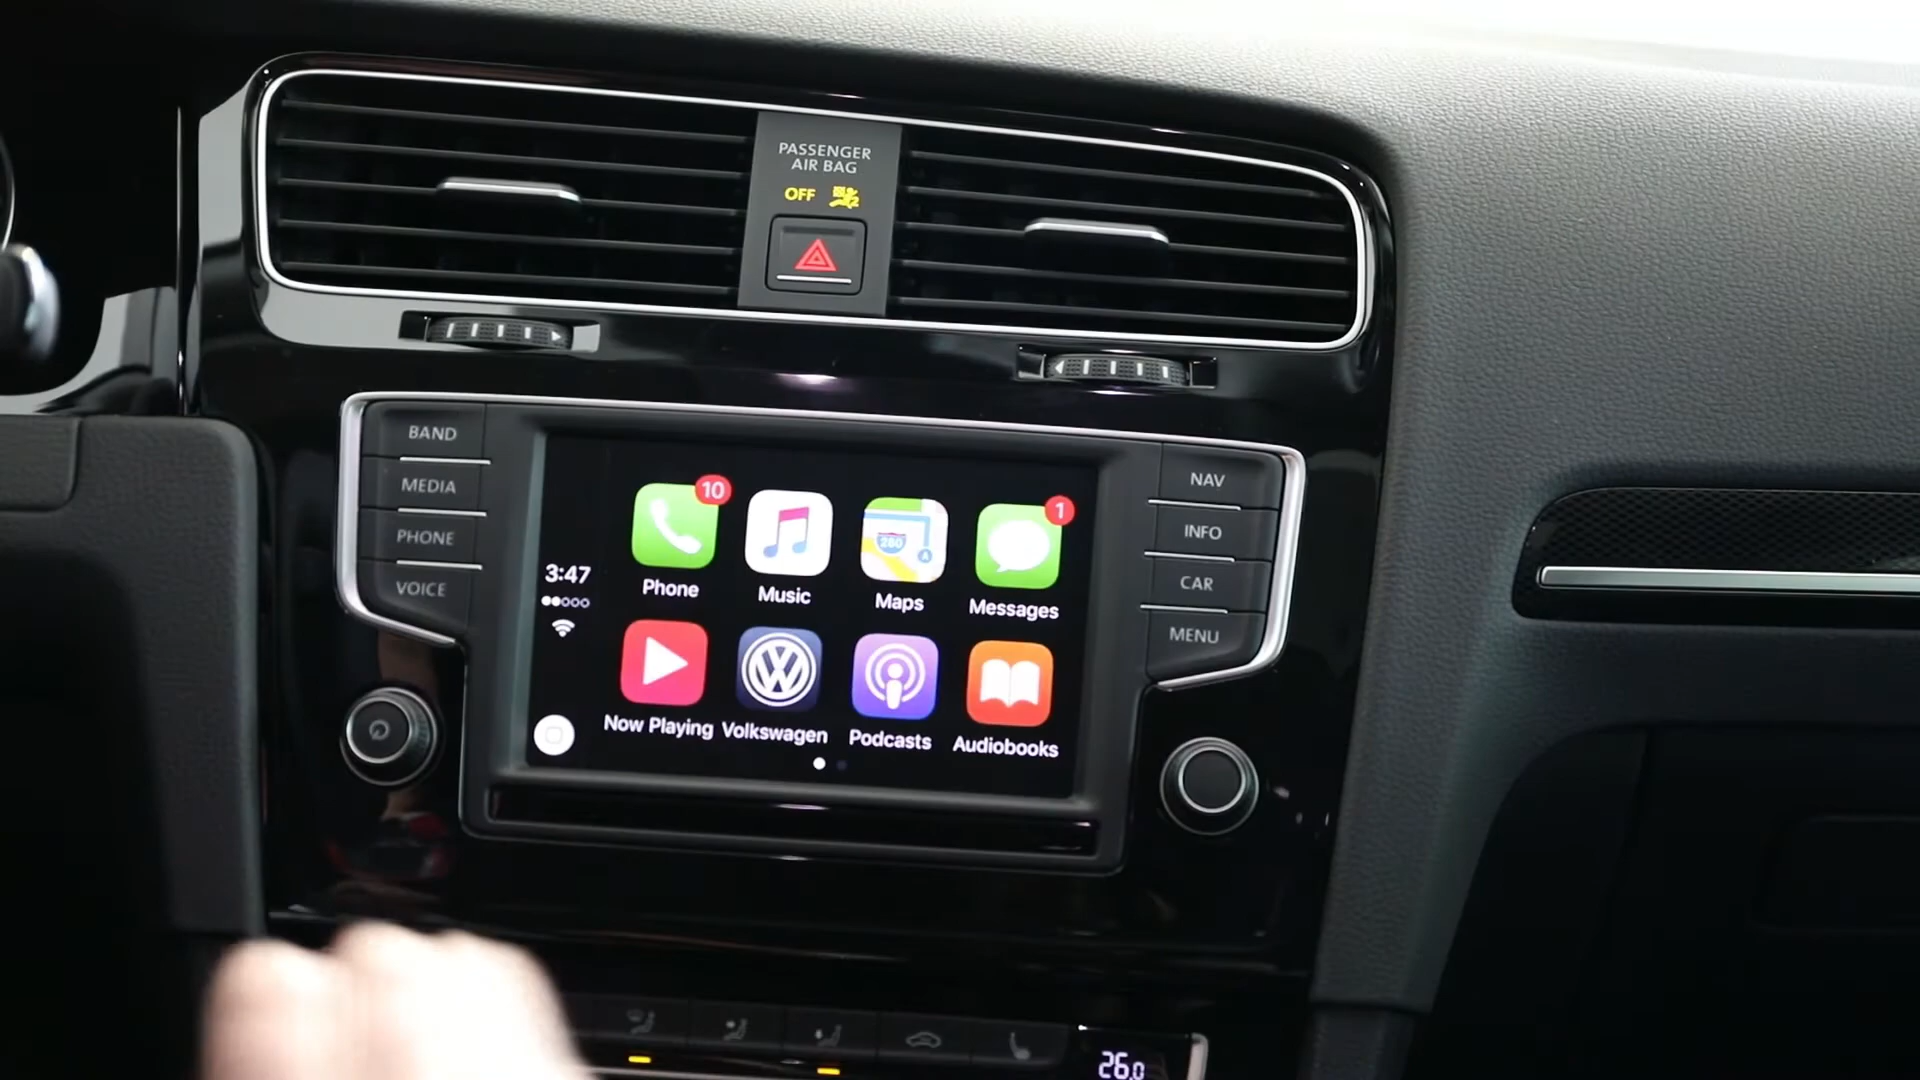 PASSENGER
AIR BAG
OFF
BAND
MEDIA
PHONE
VOICE
NAV
INFO
CAR
MENU
3:47
10
1
280
A
Phone
Music
Maps
Messages
Now Playing
Volkswagen
Podcasts
Audiobooks
26.0